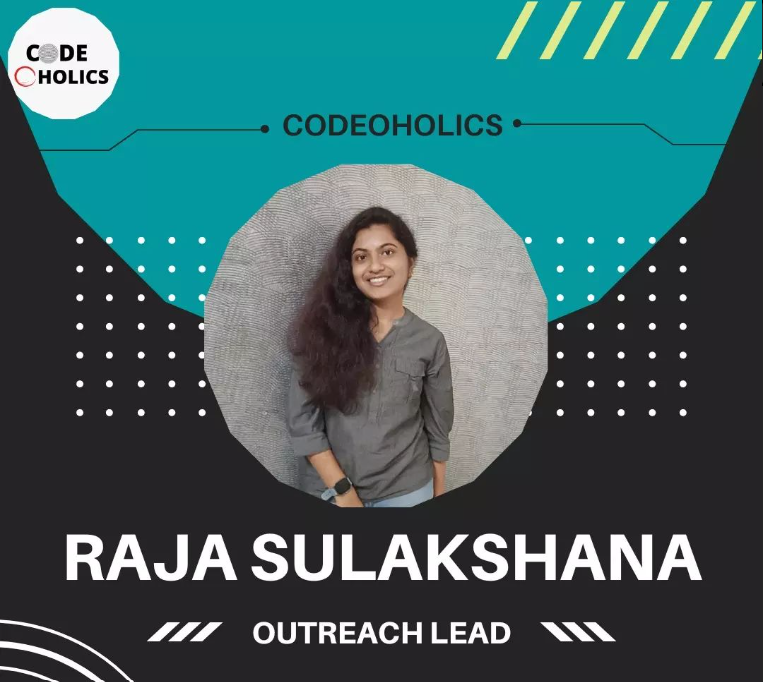 CODE
OHOLICS
CODEOHOLICS
RAJA SULAKSHANA
OUTREACH LEAD